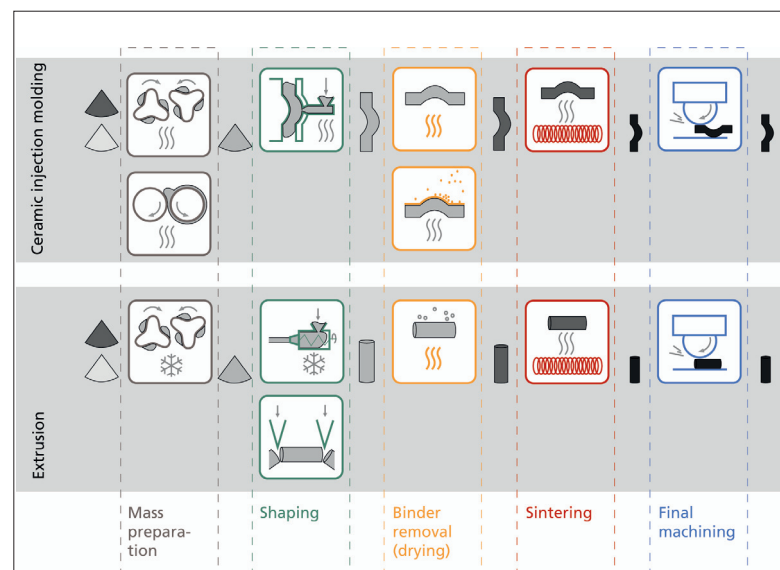 Ceramic injection molding
Extrusion
Mass
prepara-
tion
Shaping
Binder
removal
(drying)
Sintering
Final
machining